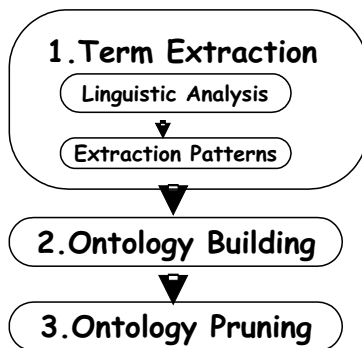 1.Term Extraction
Linguistic Analysis
Extraction Patterns
2.Ontology Building
3.Ontology Pruning